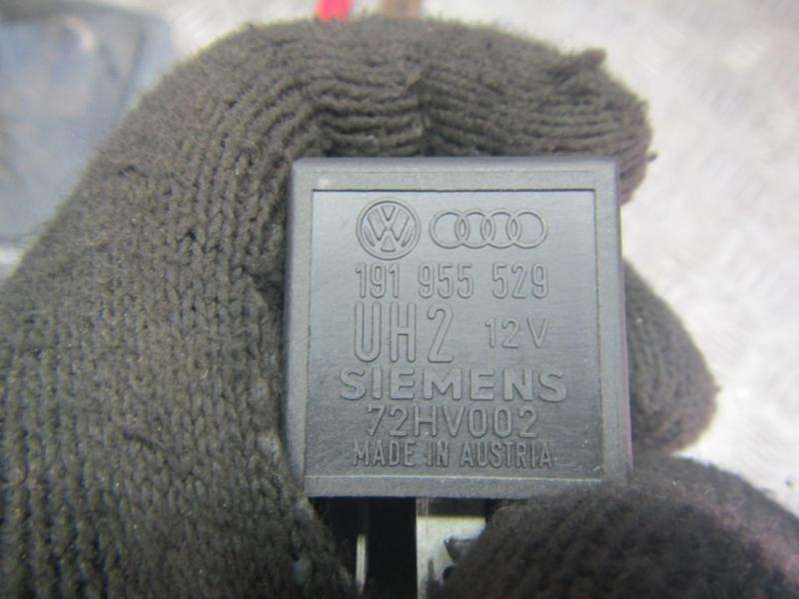 191 955 529
UH2 12V
SIEMENS
72HV002
MADE IN AUSTRIA